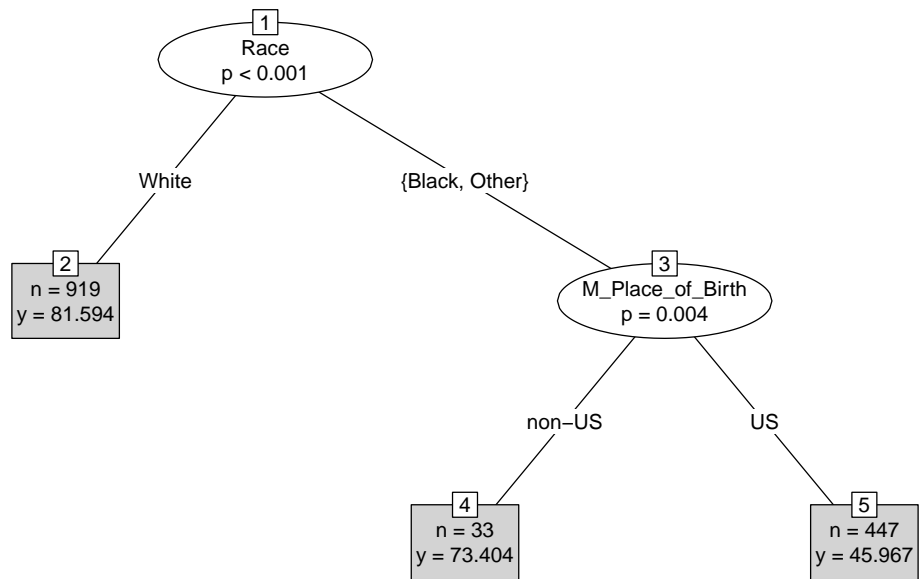 1
Race
p < 0.001
White
{Black, Other}
2
n = 919
y = 81.594
3
M_Place_of_Birth
p = 0.004
non−US
US
4
n = 33
y = 73.404
5
n = 447
y = 45.967